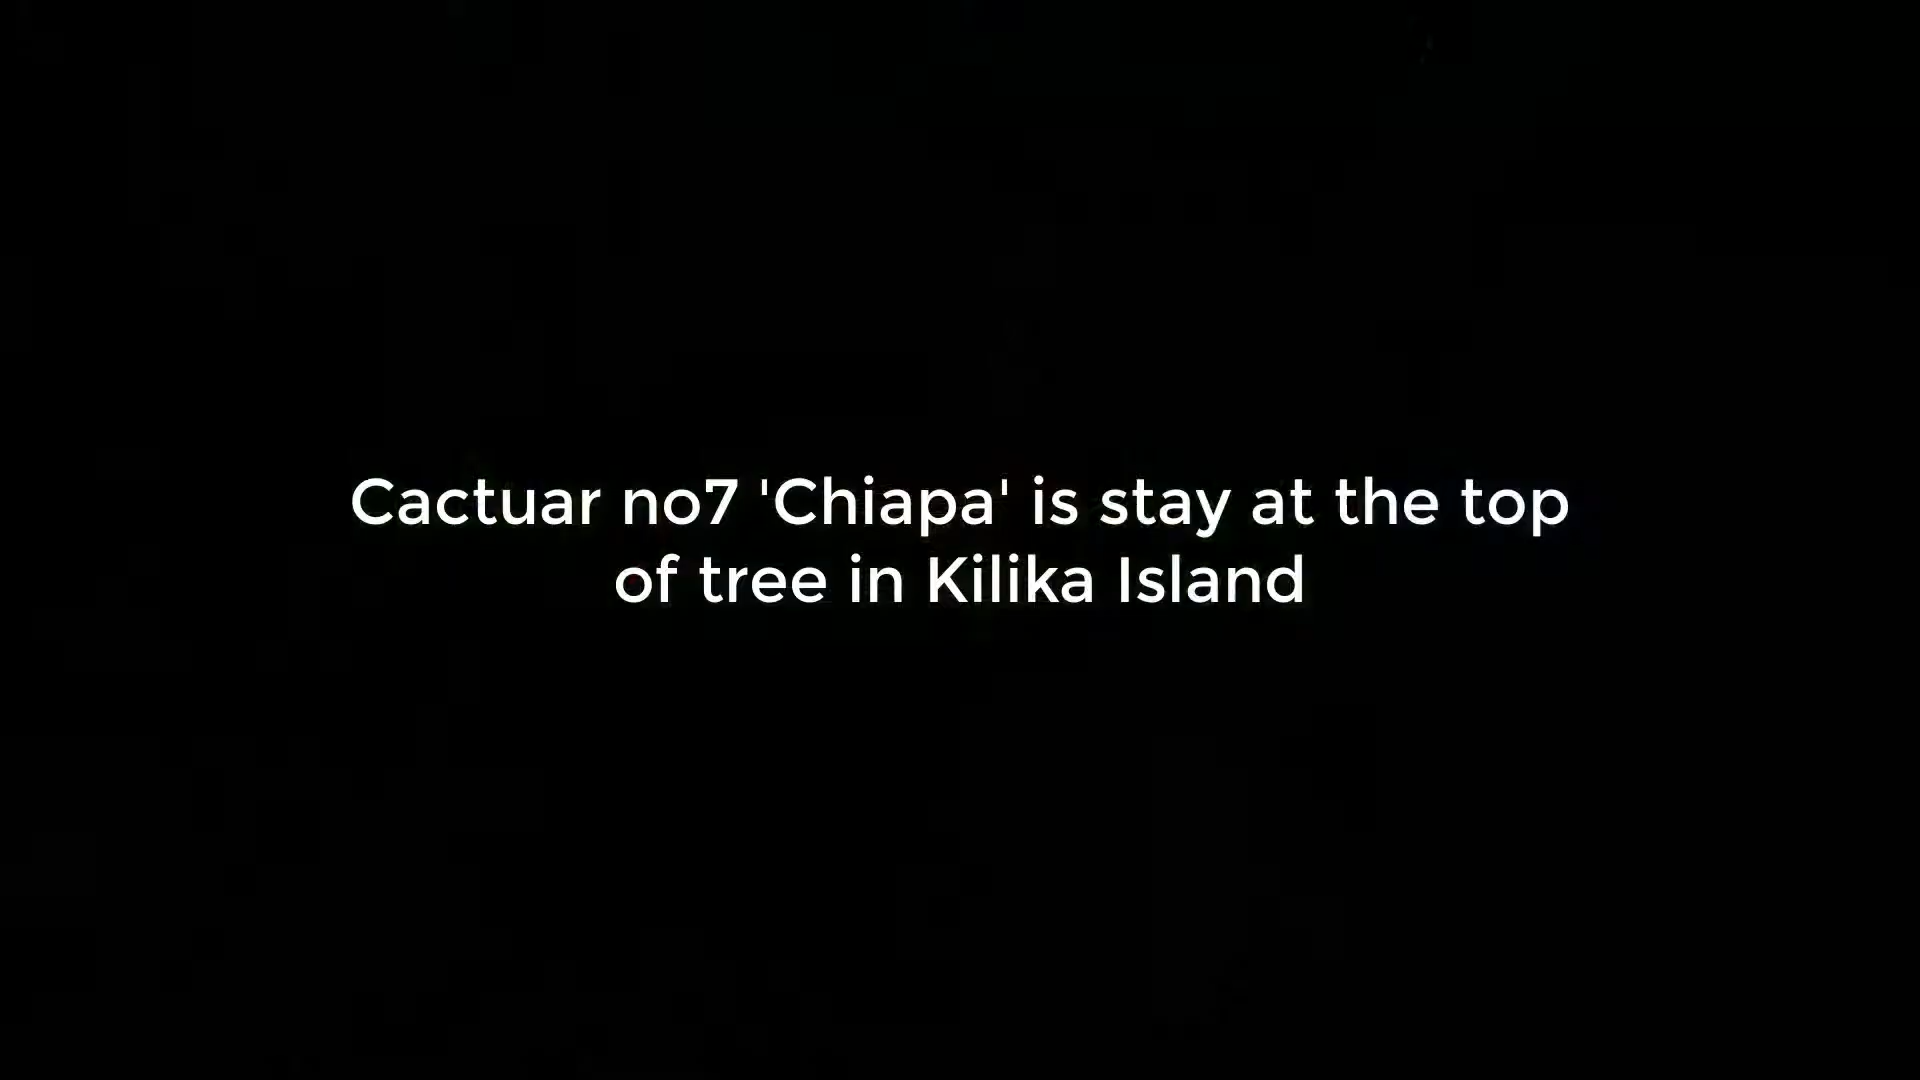 Cactuar no7 'Chiapa' is stay at the top
of tree in Kilika Island